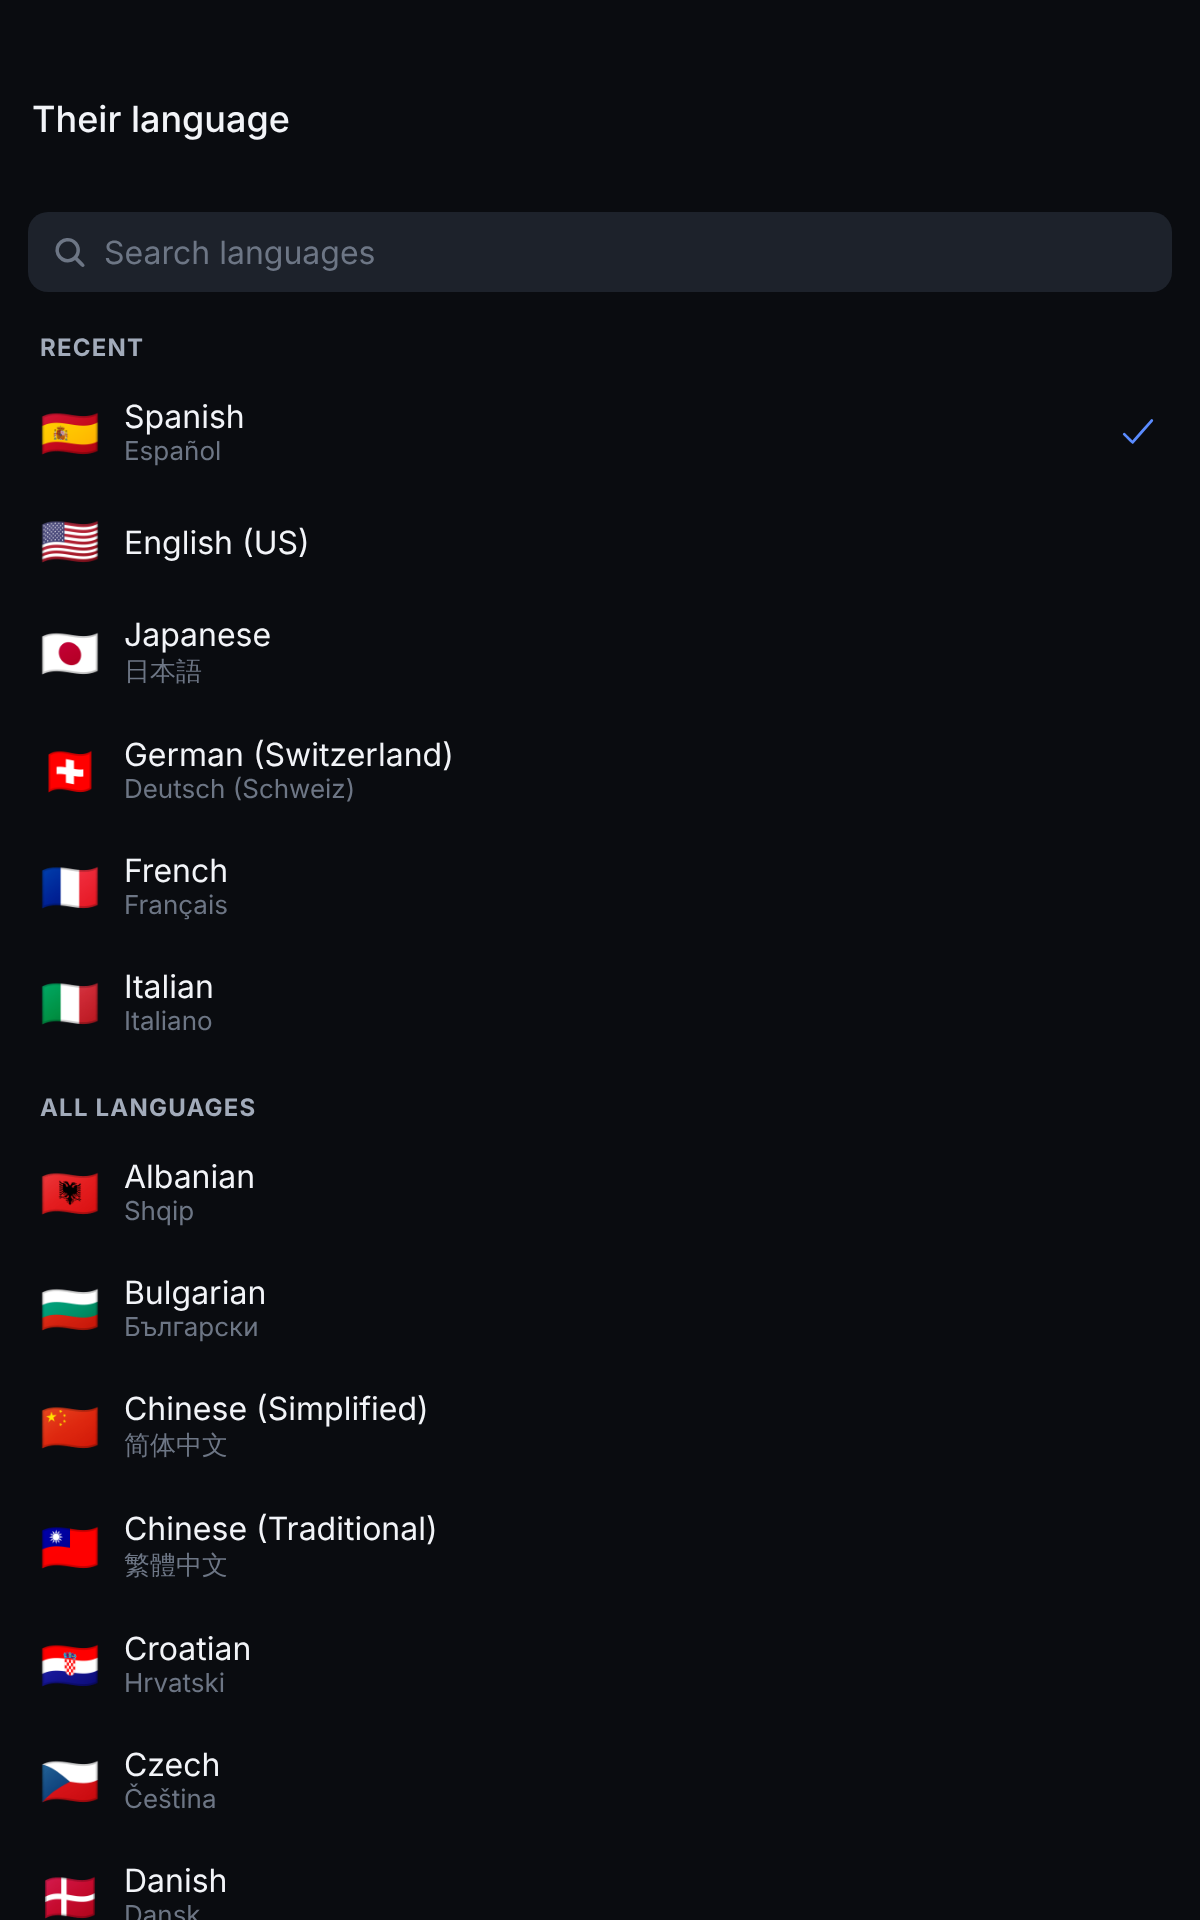 Their language
Search languages
RECENT
Spanish
Español
English (US)
Japanese
日本語
German (Switzerland)
Deutsch (Schweiz)
French
Français
Italian
Italiano
ALL LANGUAGES
Albanian
Shqip
Bulgarian
Български
Chinese (Simplified)
简体中文
Chinese (Traditional)
繁體中文
Croatian
Hrvatski
Czech
Čeština
Danish
Dansk